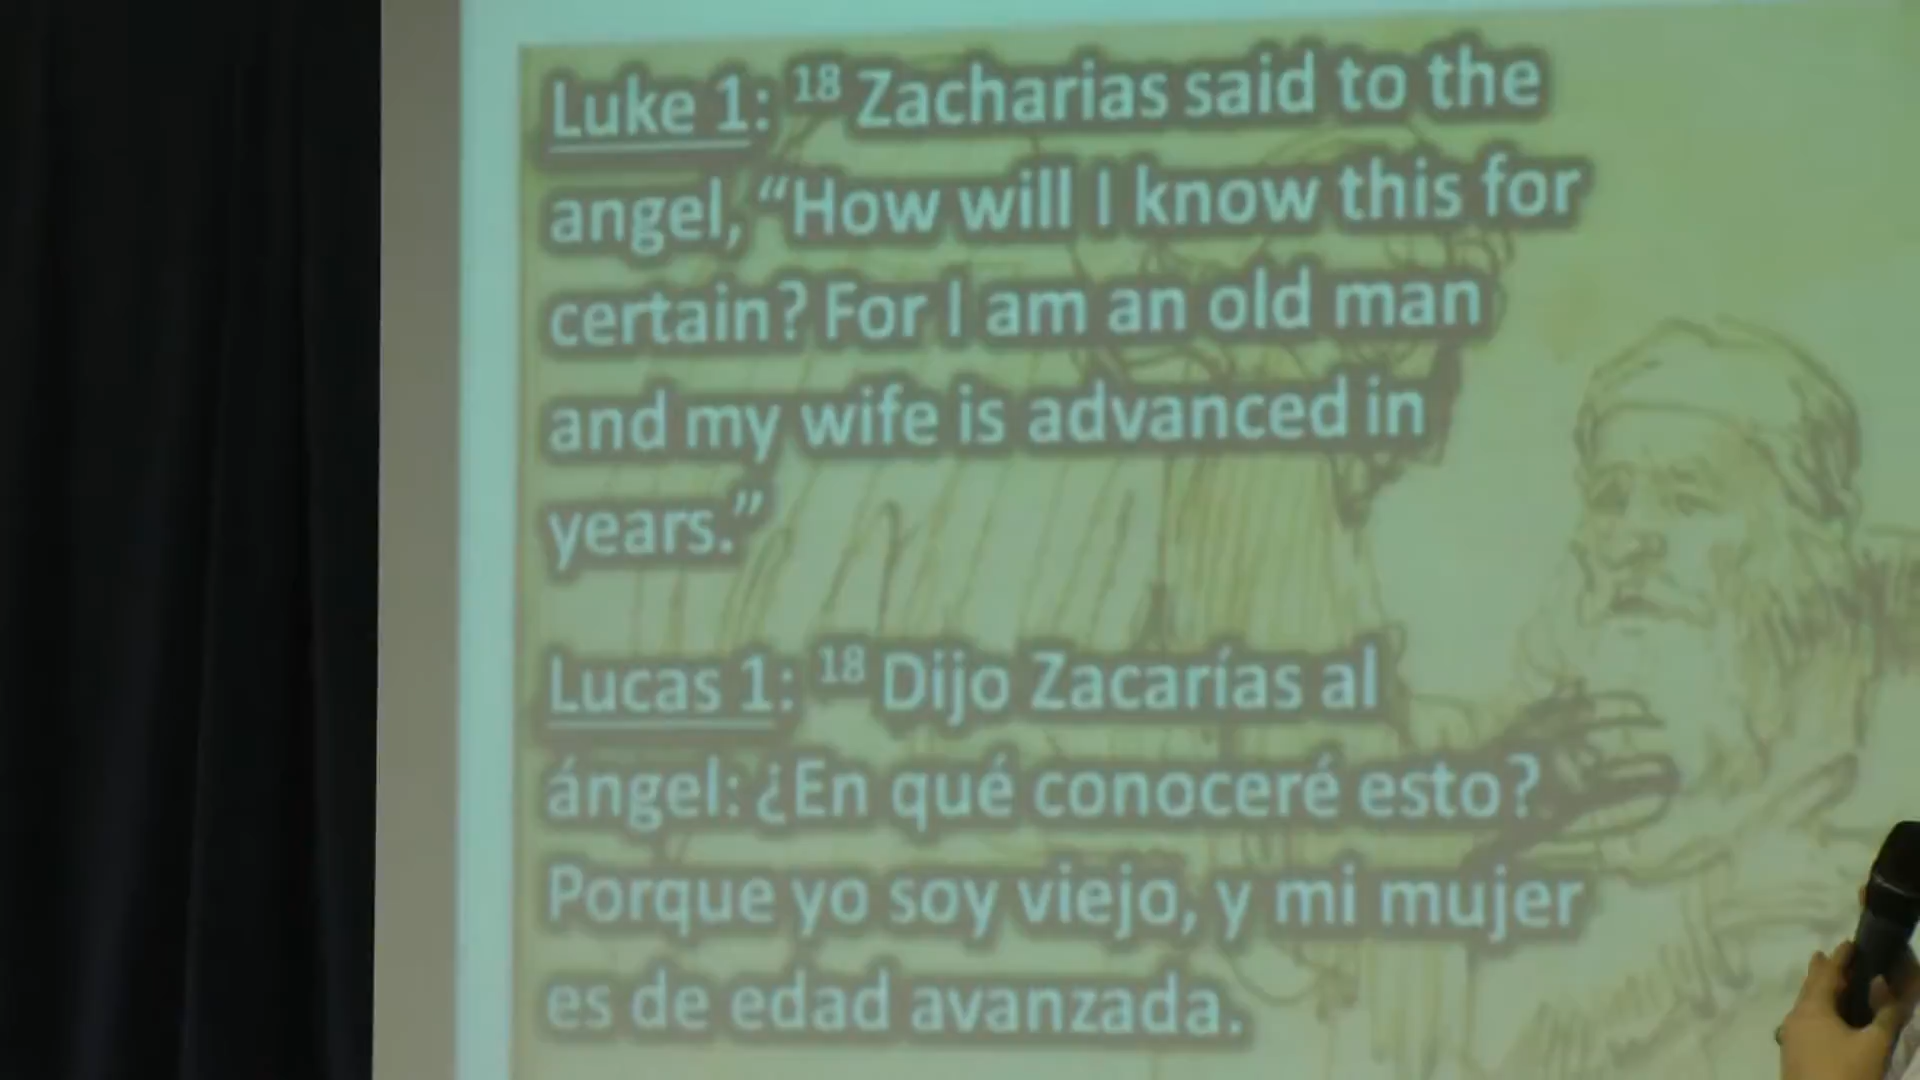 Luke 1: 18 Zacharias said to the
angel, “How will I know this for
certain? For I am an old man
and my wife is advanced in
years.”
Lucas 1: 18 Dijo Zacarías al
ángel: ¿En qué conoceré esto?
Porque yo soy viejo, y mi mujer
es de edad avanzada.